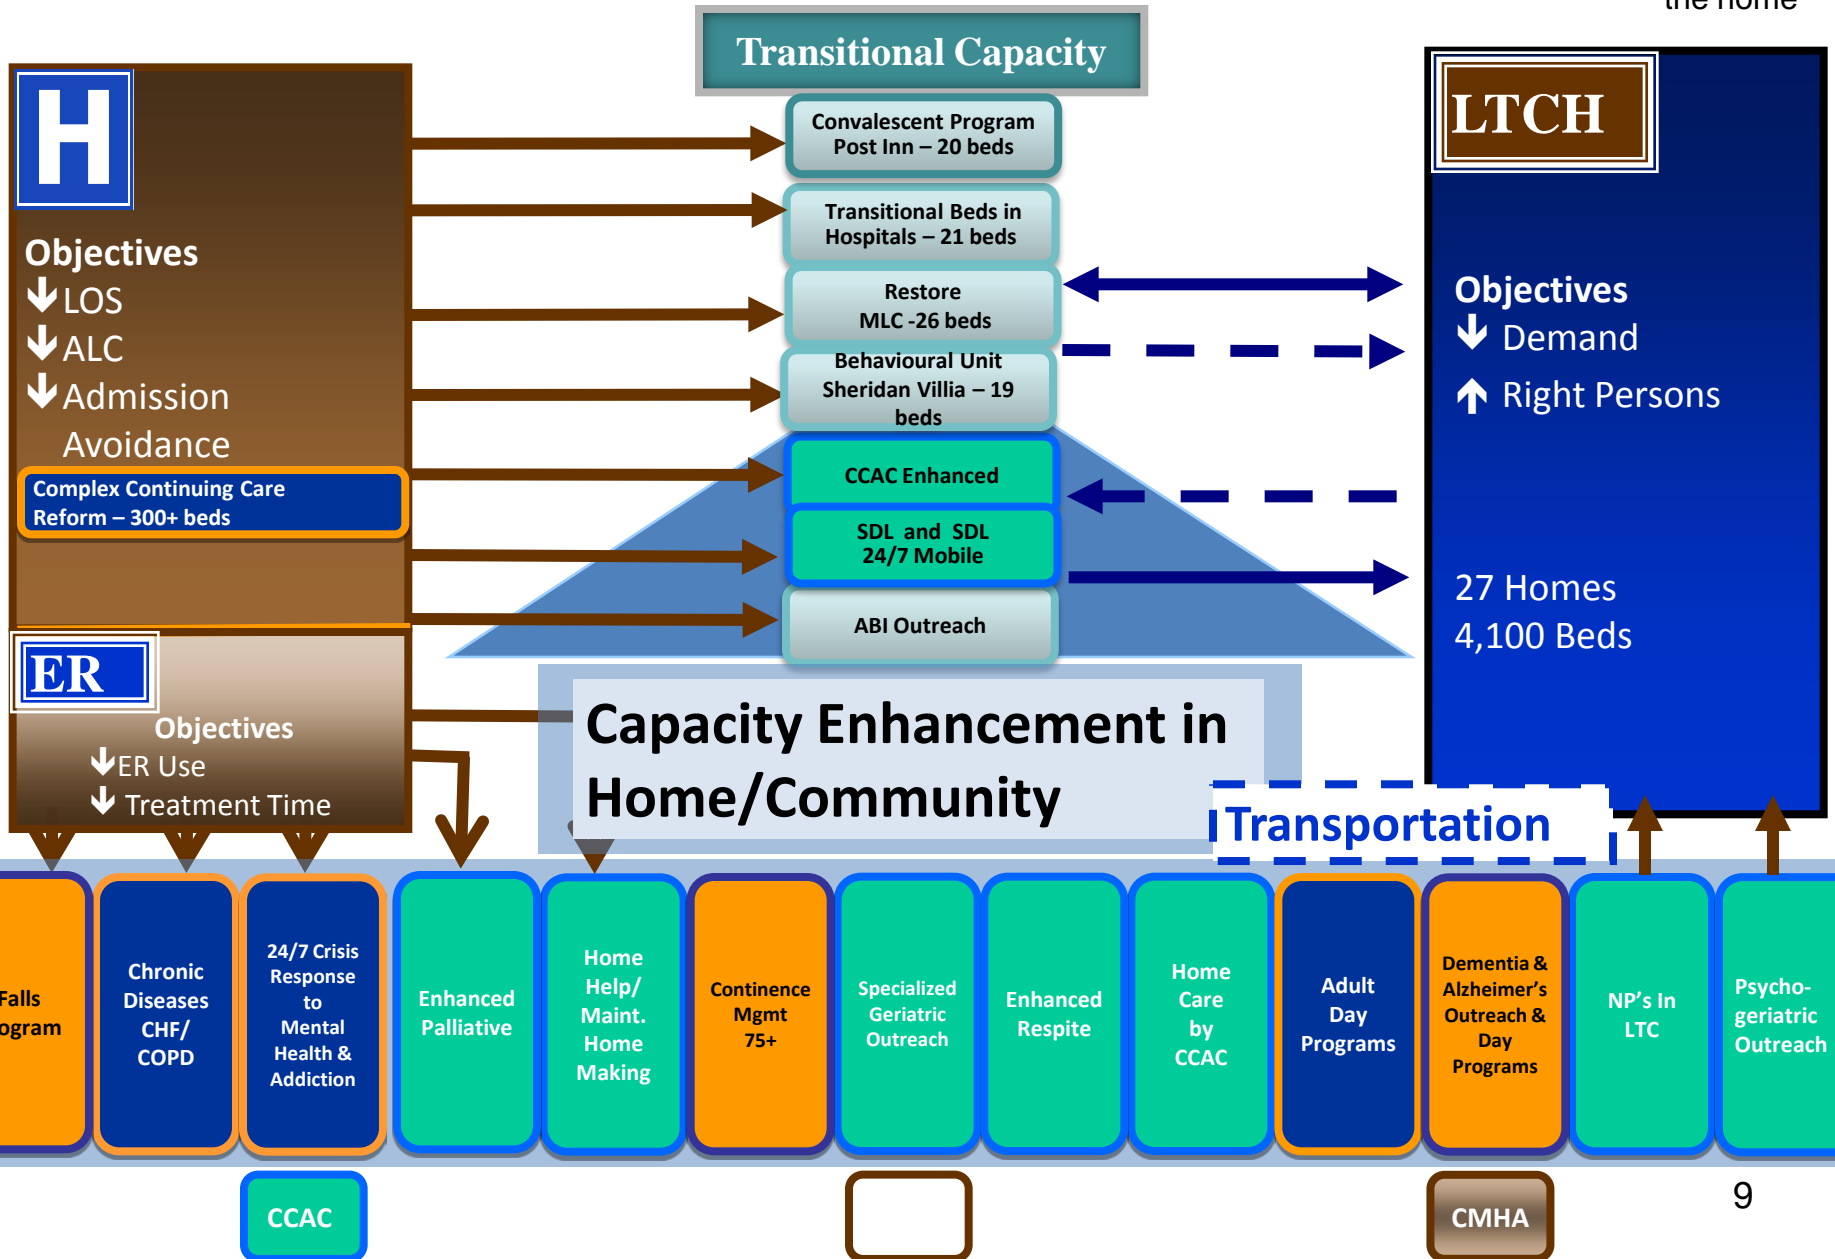 the home
Transitional Capacity
H
Objectives
LOS
ALC
Admission
Avoidance
Complex Continuing Care
Reform – 300+ beds
ER
Objectives
ER Use
Treatment Time
Convalescent Program
Post Inn – 20 beds
Transitional Beds in
Hospitals – 21 beds
Restore
MLC -26 beds
Behavioural Unit
Sheridan Villia – 19
beds
CCAC Enhanced
SDL and SDL
24/7 Mobile
ABI Outreach
LTCH
Objectives
Demand
Right Persons
27 Homes
4,100 Beds
Capacity Enhancement in
Home/Community
Transportation
Falls
ogram
Chronic
Diseases
CHF/
COPD
24/7 Crisis
Response
to
Mental
Health &
Addiction
Enhanced
Palliative
Home
Help/
Maint.
Home
Making
Continence
Mgmt
75+
Specialized
Geriatric
Outreach
Enhanced
Respite
Home
Care
by
CCAC
Adult
Day
Programs
Dementia &
Alzheimer's
Outreach &
Day
Programs
NP's In
LTC
Psycho-
geriatric
Outreach
CCAC
CMHA
9